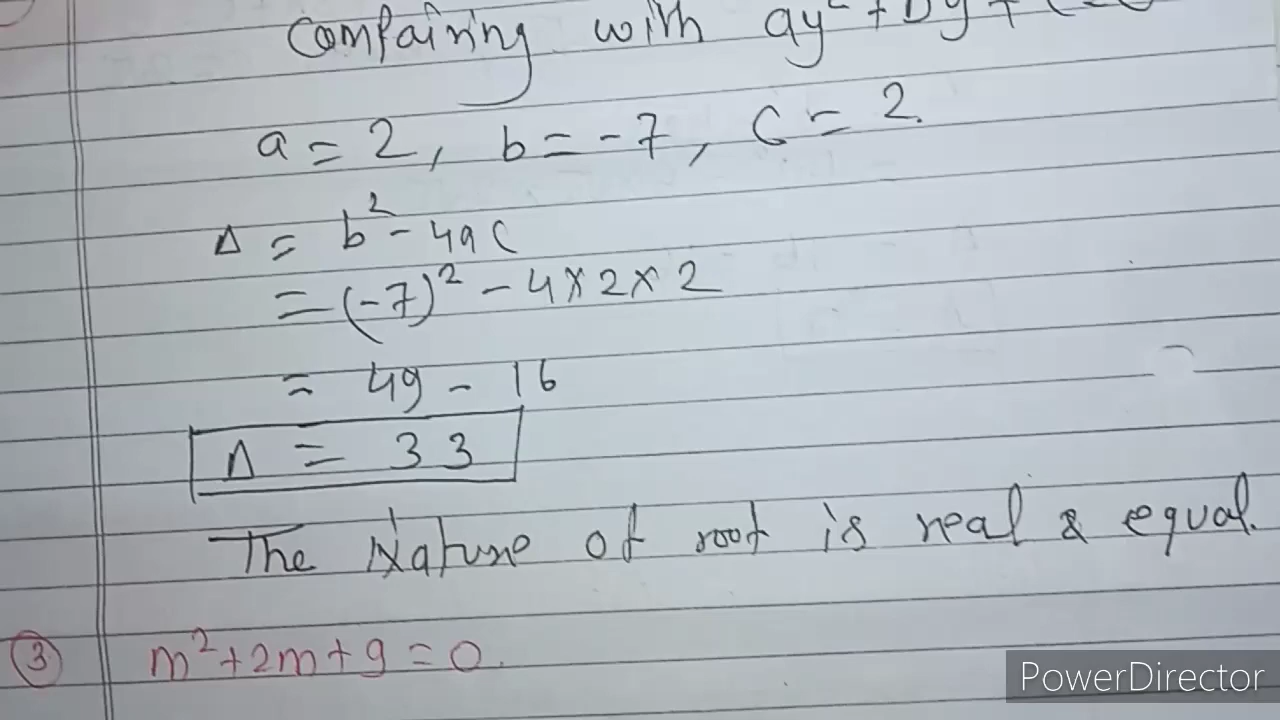 Compairing with ay² + by + c = 0
a = 2, b = -7, c = 2.
Δ = b² - 4ac
= (-7)² - 4×2×2
= 49 - 16
Δ = 33
The Nature of root is real & equal.
3 m² + 2m + 9 = 0.
PowerDirector